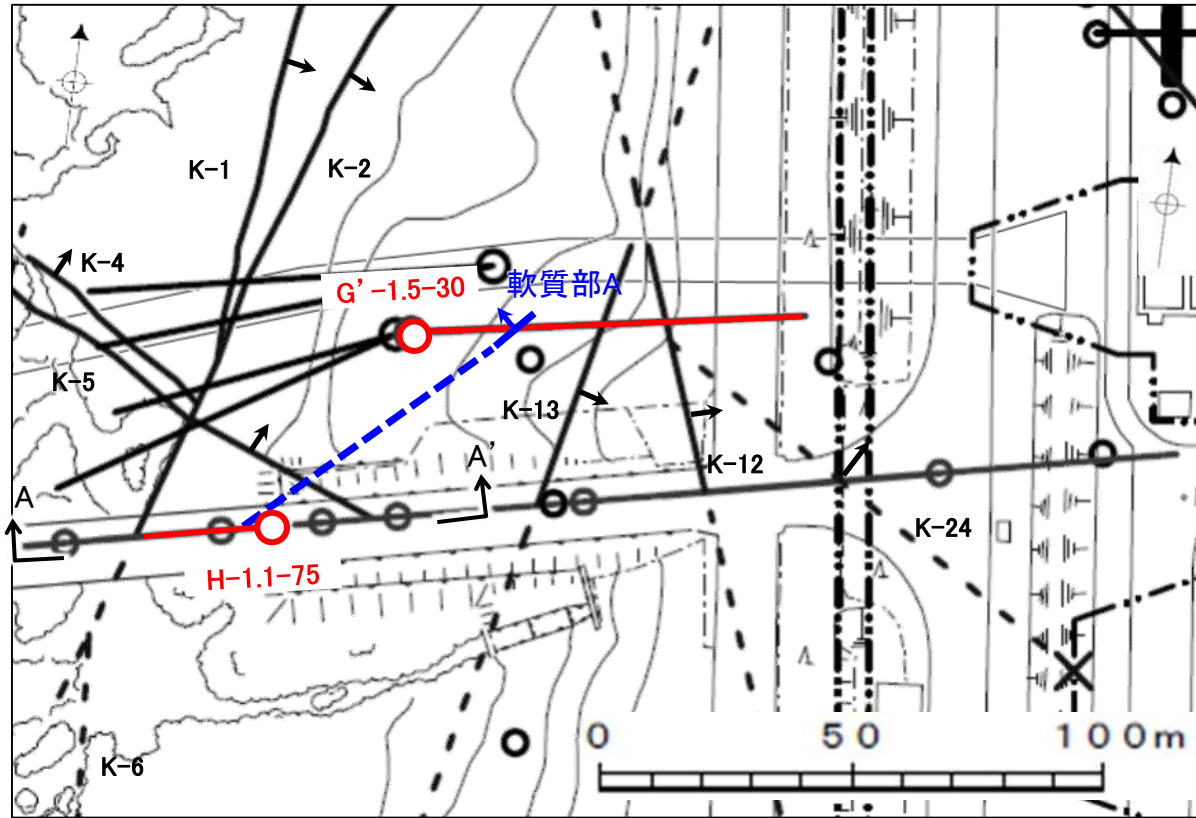 K-1
K-2
K-4
G'-1.5-30
軟質部A
K-5
K-13
A'
K-12
A
K-24
H-1.1-75
K-6
0 50 100m